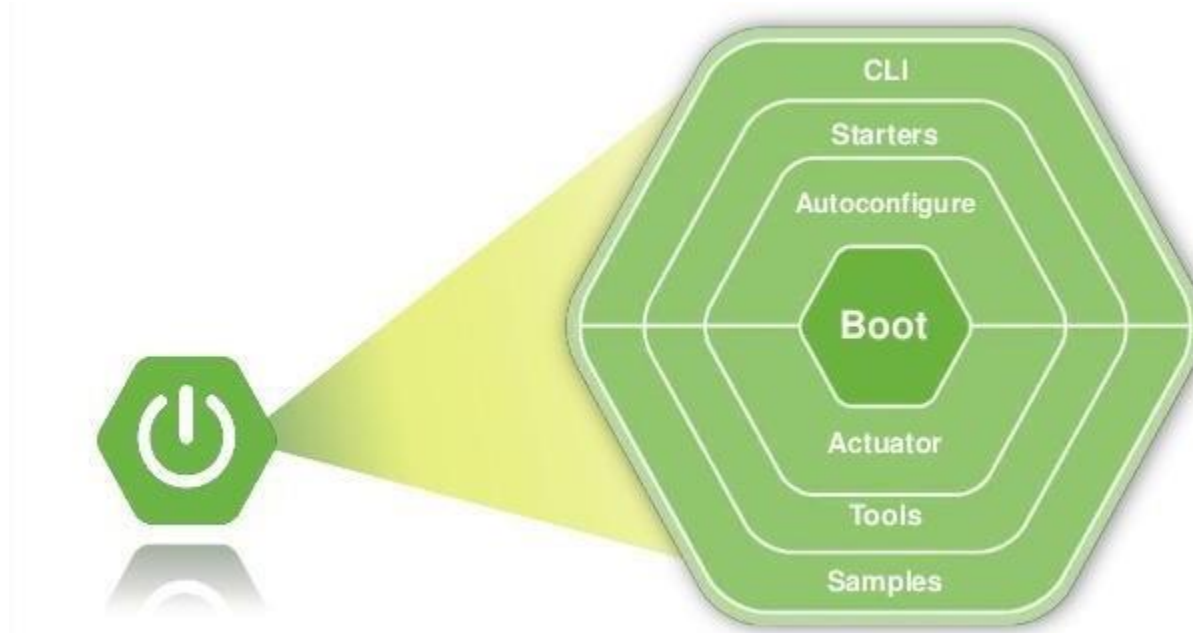 CLI
Starters
Autoconfigure
Boot
Actuator
Tools
Samples